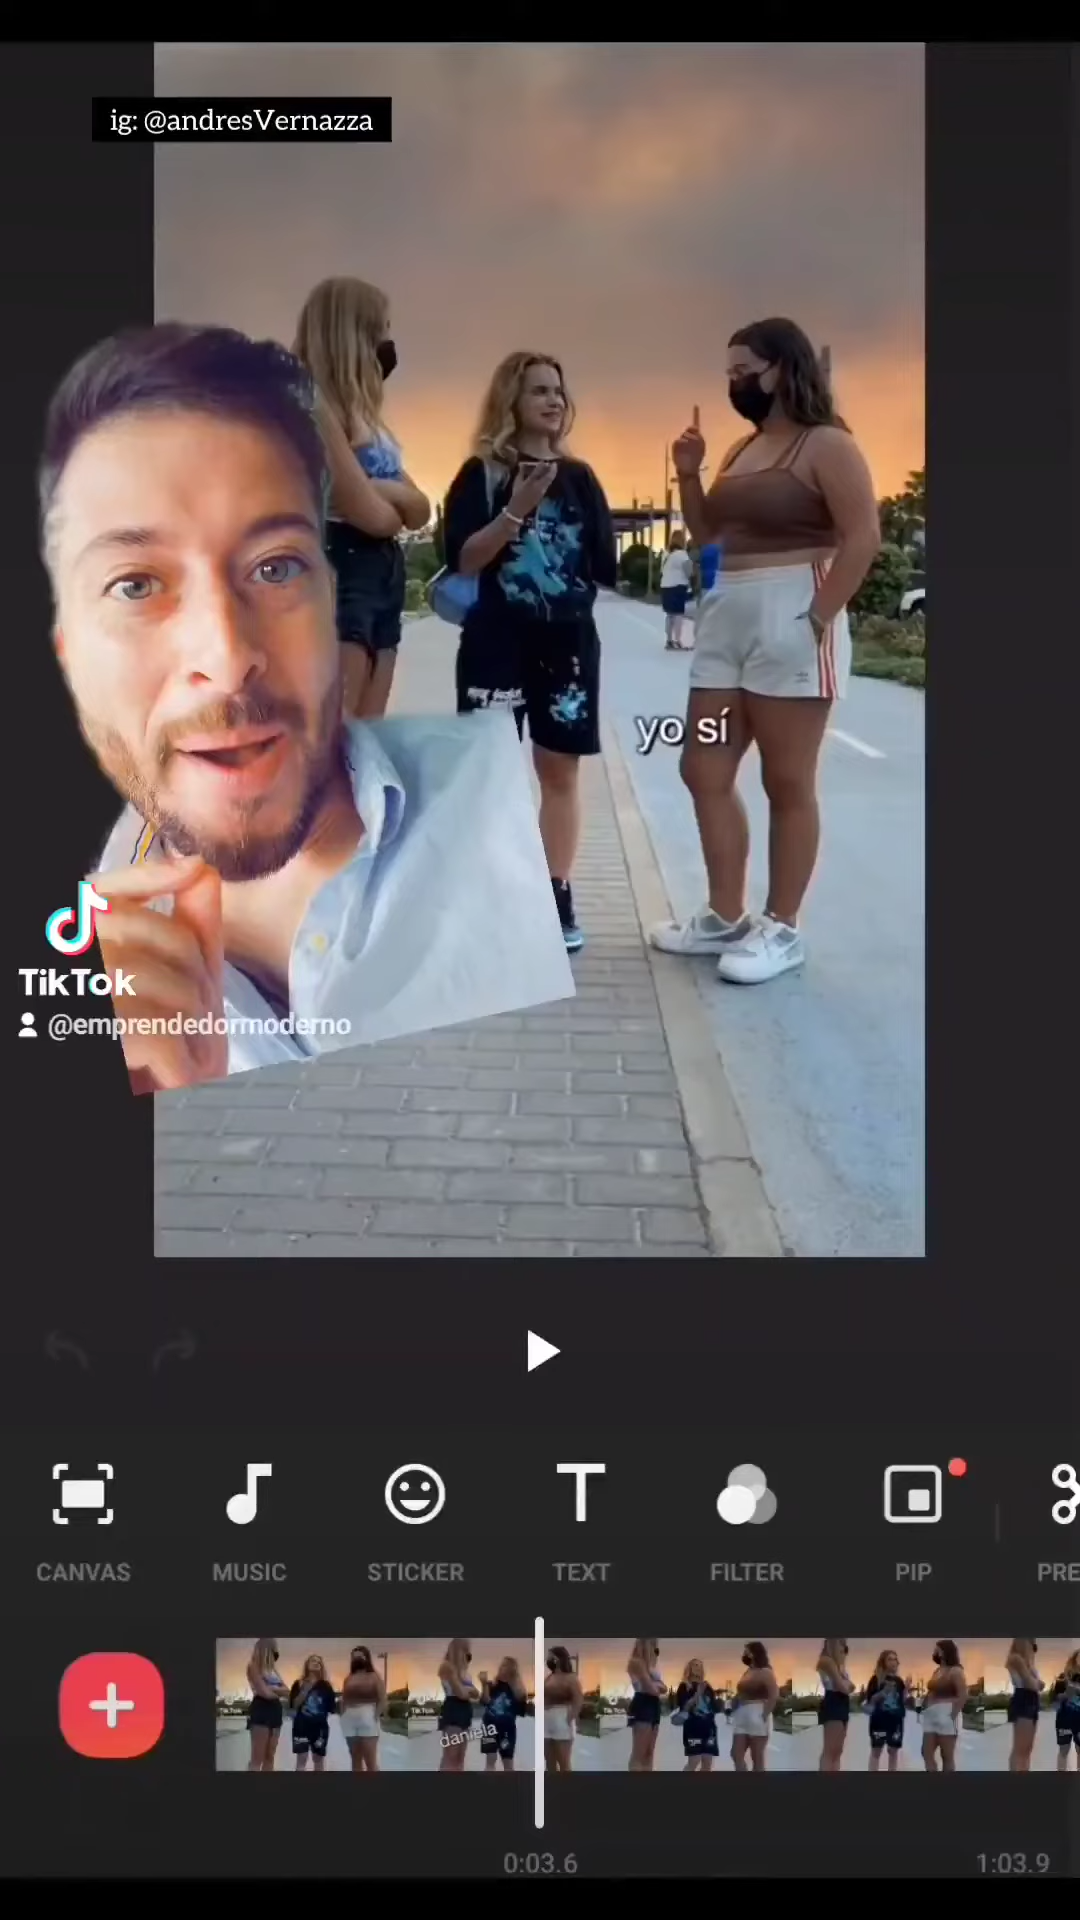 ig: @andresVernazza
yo sí
TikTok
@emprendedormoderno
CANVAS
MUSIC
STICKER
TEXT
FILTER
PIP
PRE
daniela
0:03.6
1:03.9